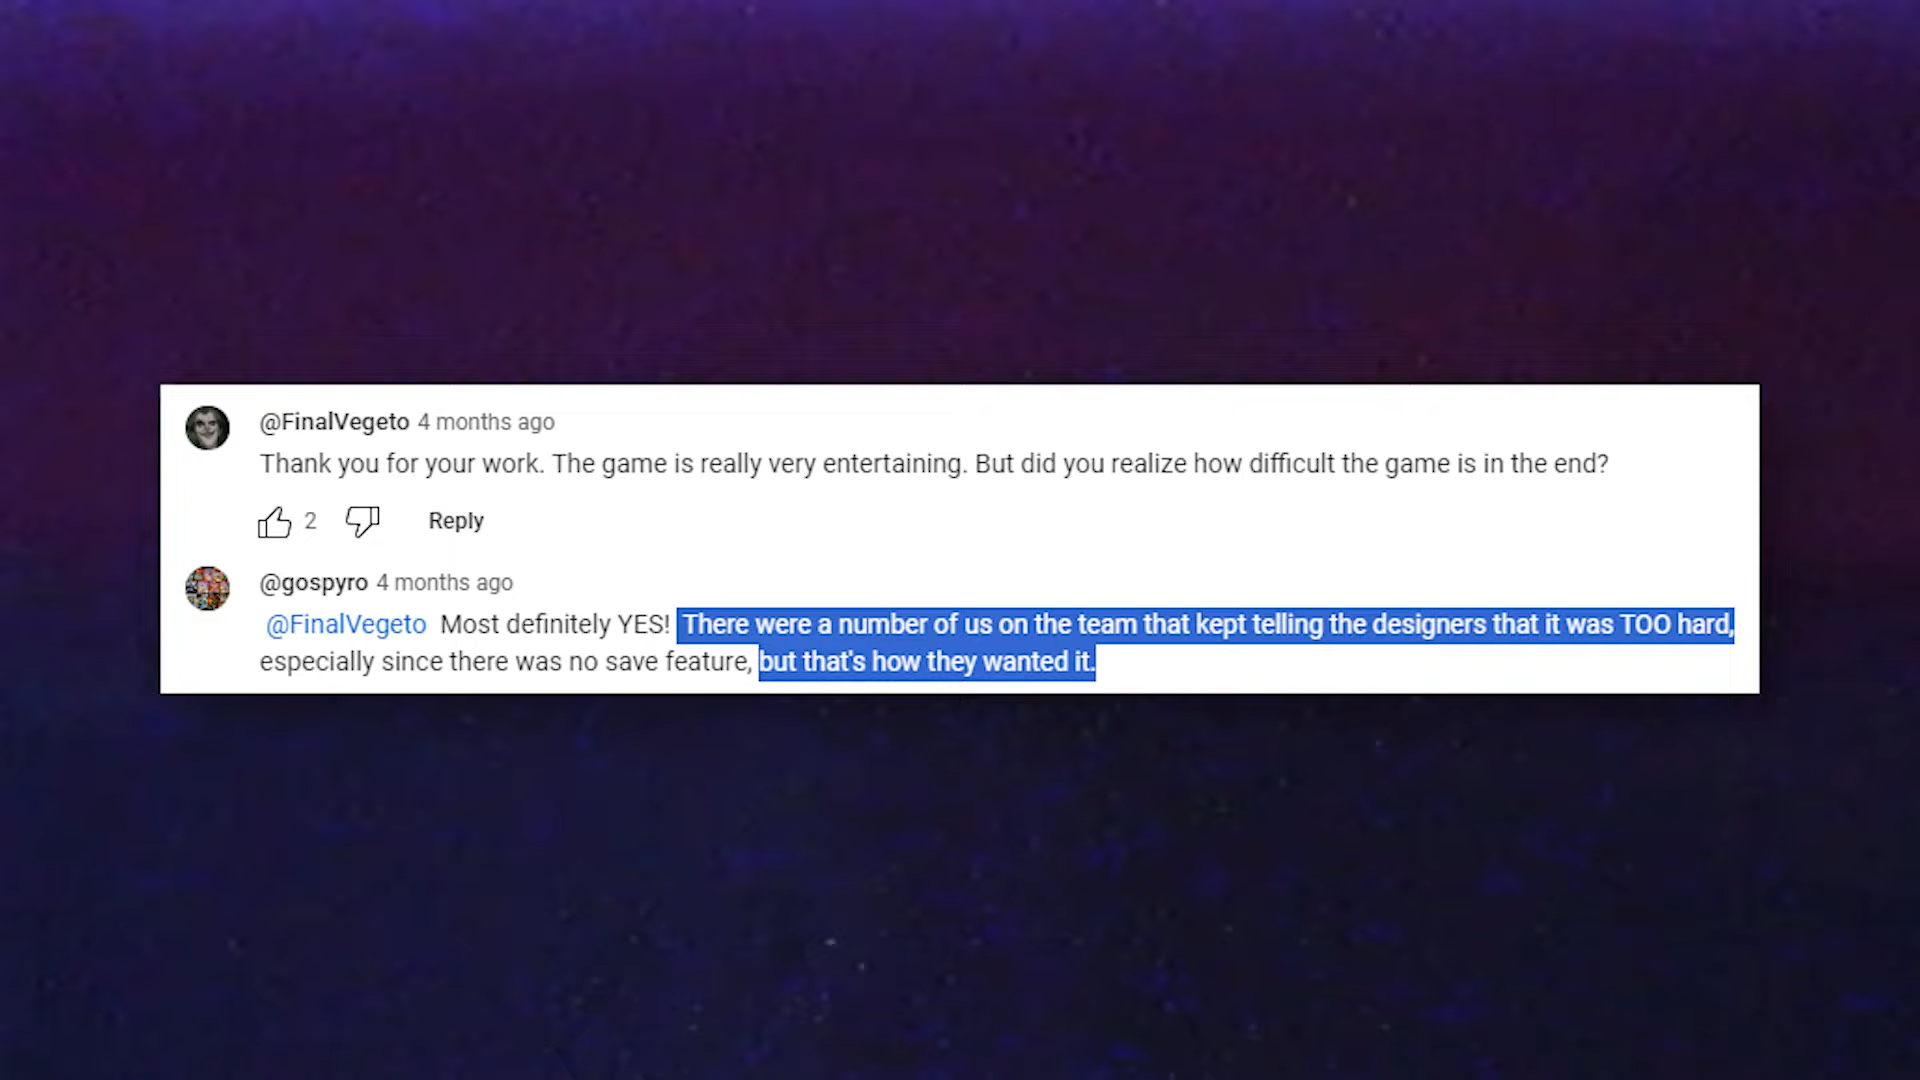 @FinalVegeto 4 months ago
Thank you for your work. The game is really very entertaining. But did you realize how difficult the game is in the end?
2 Reply
@gospyro 4 months ago
@FinalVegeto Most definitely YES! There were a number of us on the team that kept telling the designers that it was TOO hard,
especially since there was no save feature, but that's how they wanted it.